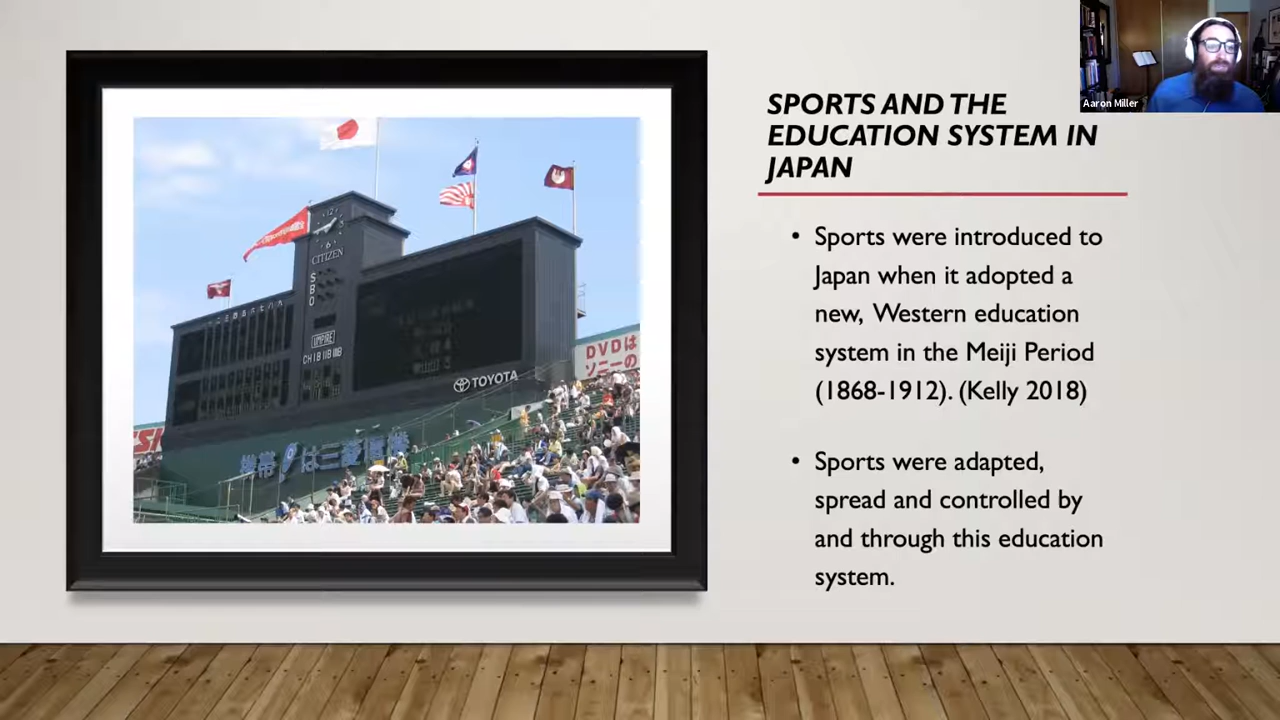 Aaron Miller
SPORTS AND THE
EDUCATION SYSTEM IN
JAPAN
• Sports were introduced to
Japan when it adopted a
new, Western education
system in the Meiji Period
(1868-1912). (Kelly 2018)
• Sports were adapted,
spread and controlled by
and through this education
system.
CITIZEN
S
B
O
UMPIRE
TOYOTA
DVDは
ソニーの
は三菱電機